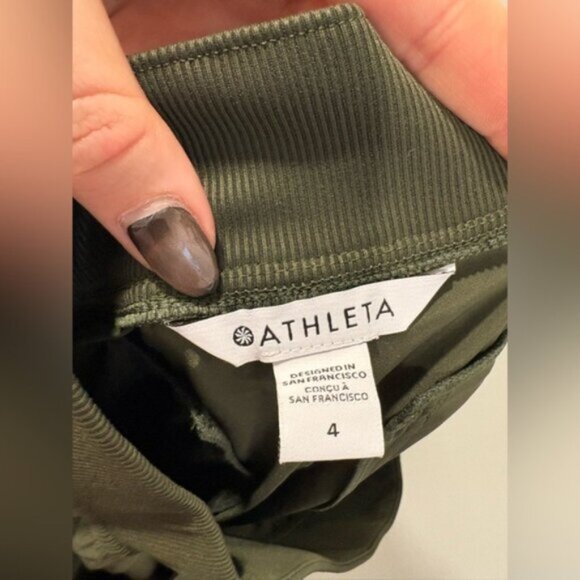 ATHLETA
DESIGNED IN
SAN FRANCISCO
CONÇU À
SAN FRANCISCO
4